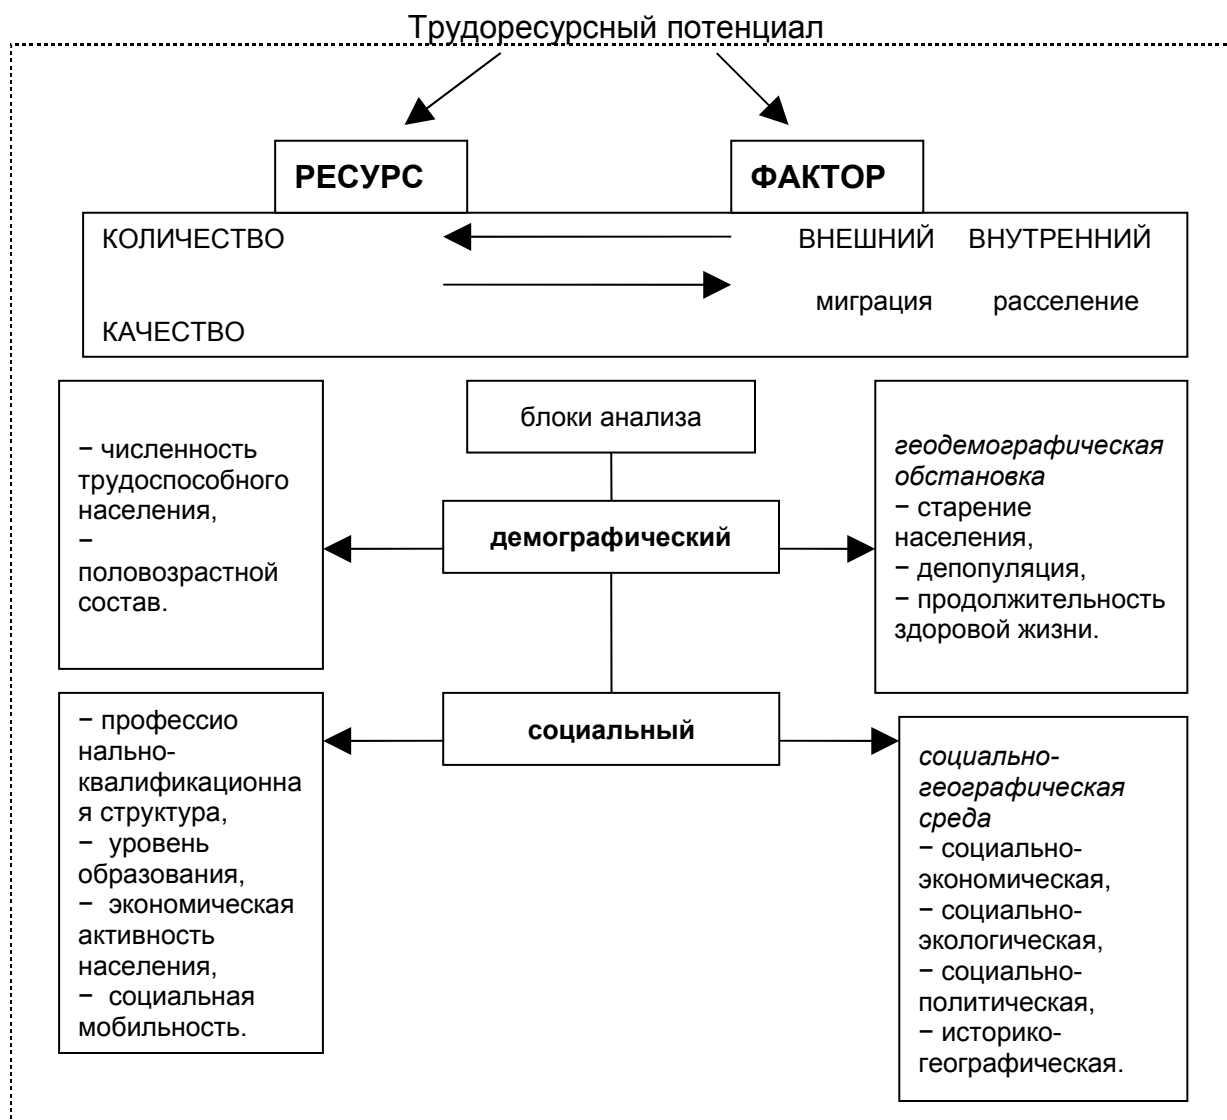 Трудоресурсный потенциал
РЕСУРС
ФАКТОР
КОЛИЧЕСТВО
ВНЕШНИЙ ВНУТРЕННИЙ
миграция расселение
КАЧЕСТВО
− численность
трудоспособного
населения,
−
половозрастной
состав.
блоки анализа
демографический
геодемографическая
обстановка
− старение
населения,
− депопуляция,
− продолжительность
здоровой жизни.
− профессио
нально-
квалификационна
я структура,
− уровень
образования,
− экономическая
активность
населения,
− социальная
мобильность.
социальный
социально-
географическая
среда
− социально-
экономическая,
− социально-
экологическая,
− социально-
политическая,
− историко-
географическая.